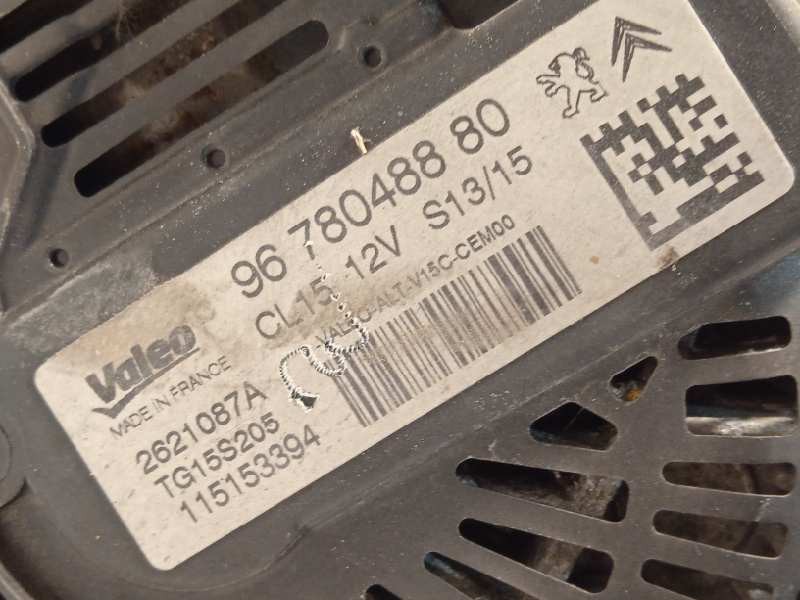 96 780488 80
CL15 12V S13/15
VALEO-ALT-V15C-CEM00
Valeo
MADE IN FRANCE
2621087A
TG15S205
115153394